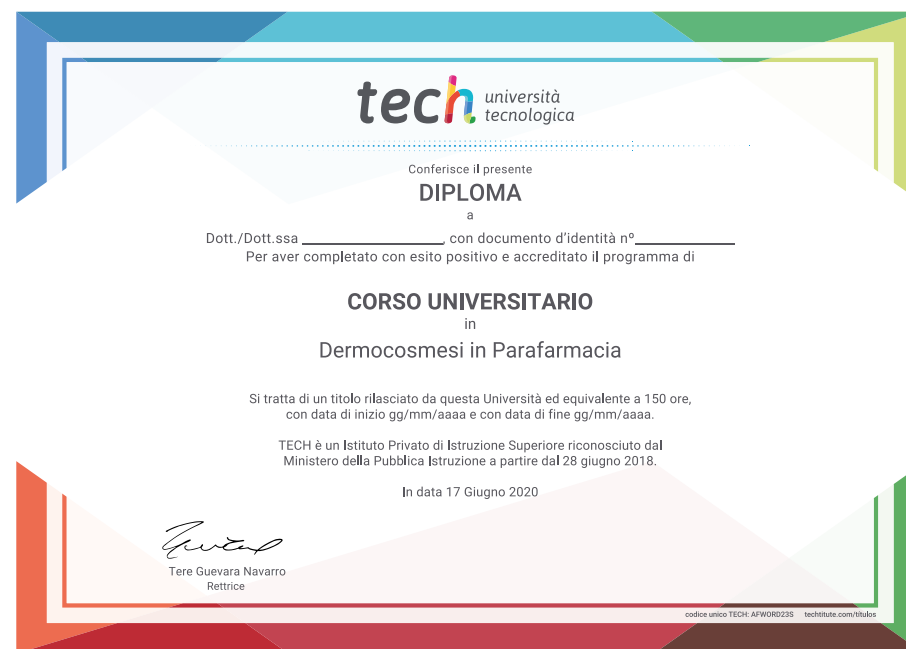 tech università
tecnologica
Conferisce il presente
DIPLOMA
a
Dott./Dott.ssa ____________________, con documento d'identità nº______________
Per aver completato con esito positivo e accreditato il programma di
CORSO UNIVERSITARIO
in
Dermocosmesi in Parafarmacia
Si tratta di un titolo rilasciato da questa Università ed equivalente a 150 ore,
con data di inizio gg/mm/aaaa e con data di fine gg/mm/aaaa.
TECH è un Istituto Privato di Istruzione Superiore riconosciuto dal
Ministero della Pubblica Istruzione a partire dal 28 giugno 2018.
In data 17 Giugno 2020
Tere Guevara Navarro
Rettrice
codice unico TECH: AFWORD23S techtitute.com/titulos